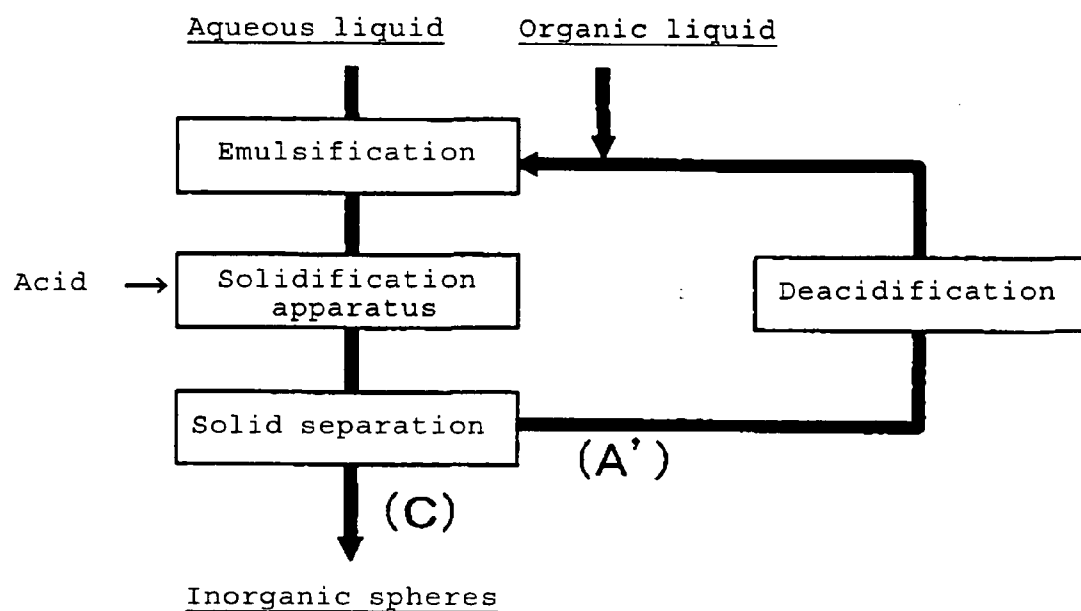 Aqueous liquid
Organic liquid
Emulsification
Acid
Solidification
apparatus
Deacidification
Solid separation
(A')
(C)
Inorganic spheres